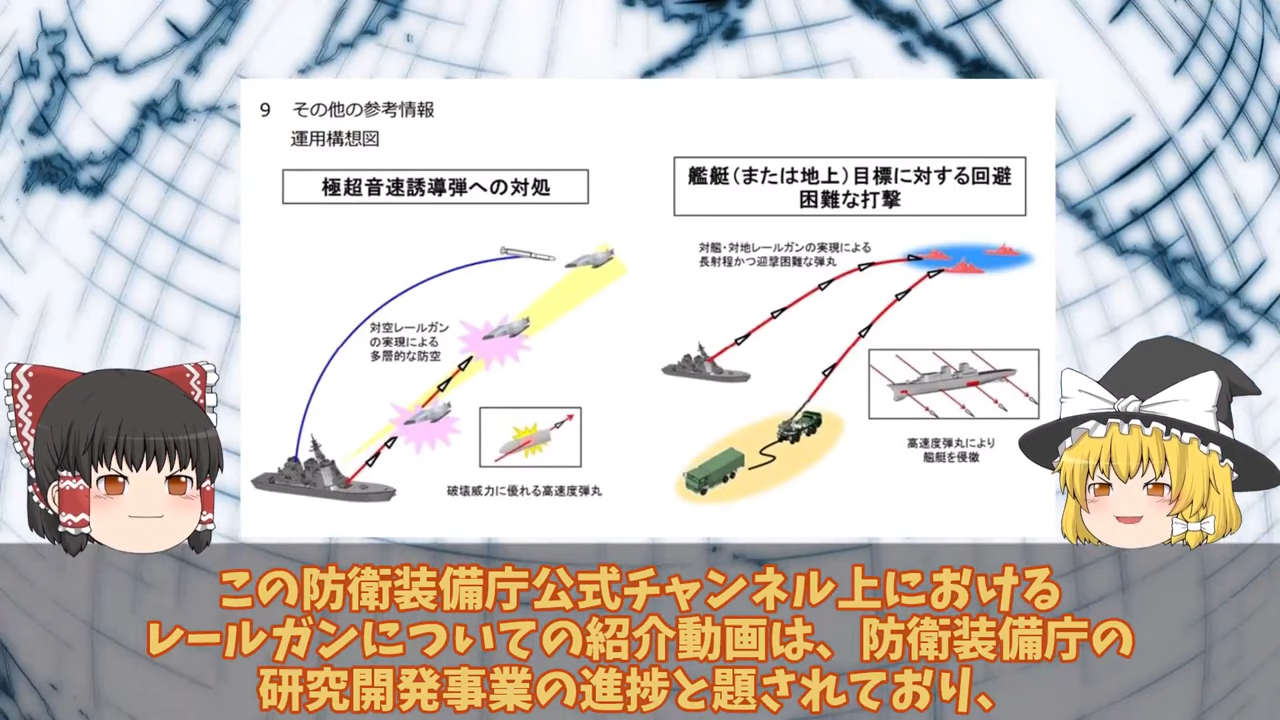 9 その他の参考情報
運用構想図
極超音速誘導弾への対処
対空レールガン
の実現による
多層的な防空
破壊威力に優れる高速度弾丸
艦艇（または地上）目標に対する回避
困難な打撃
対艦・対地レールガンの実現による
長射程かつ迎撃困難な弾丸
高速度弾丸により
艦艇を侵徹
この防衛装備庁公式チャンネル上における
レールガンについての紹介動画は、防衛装備庁の
研究開発事業の進捗と題されており、